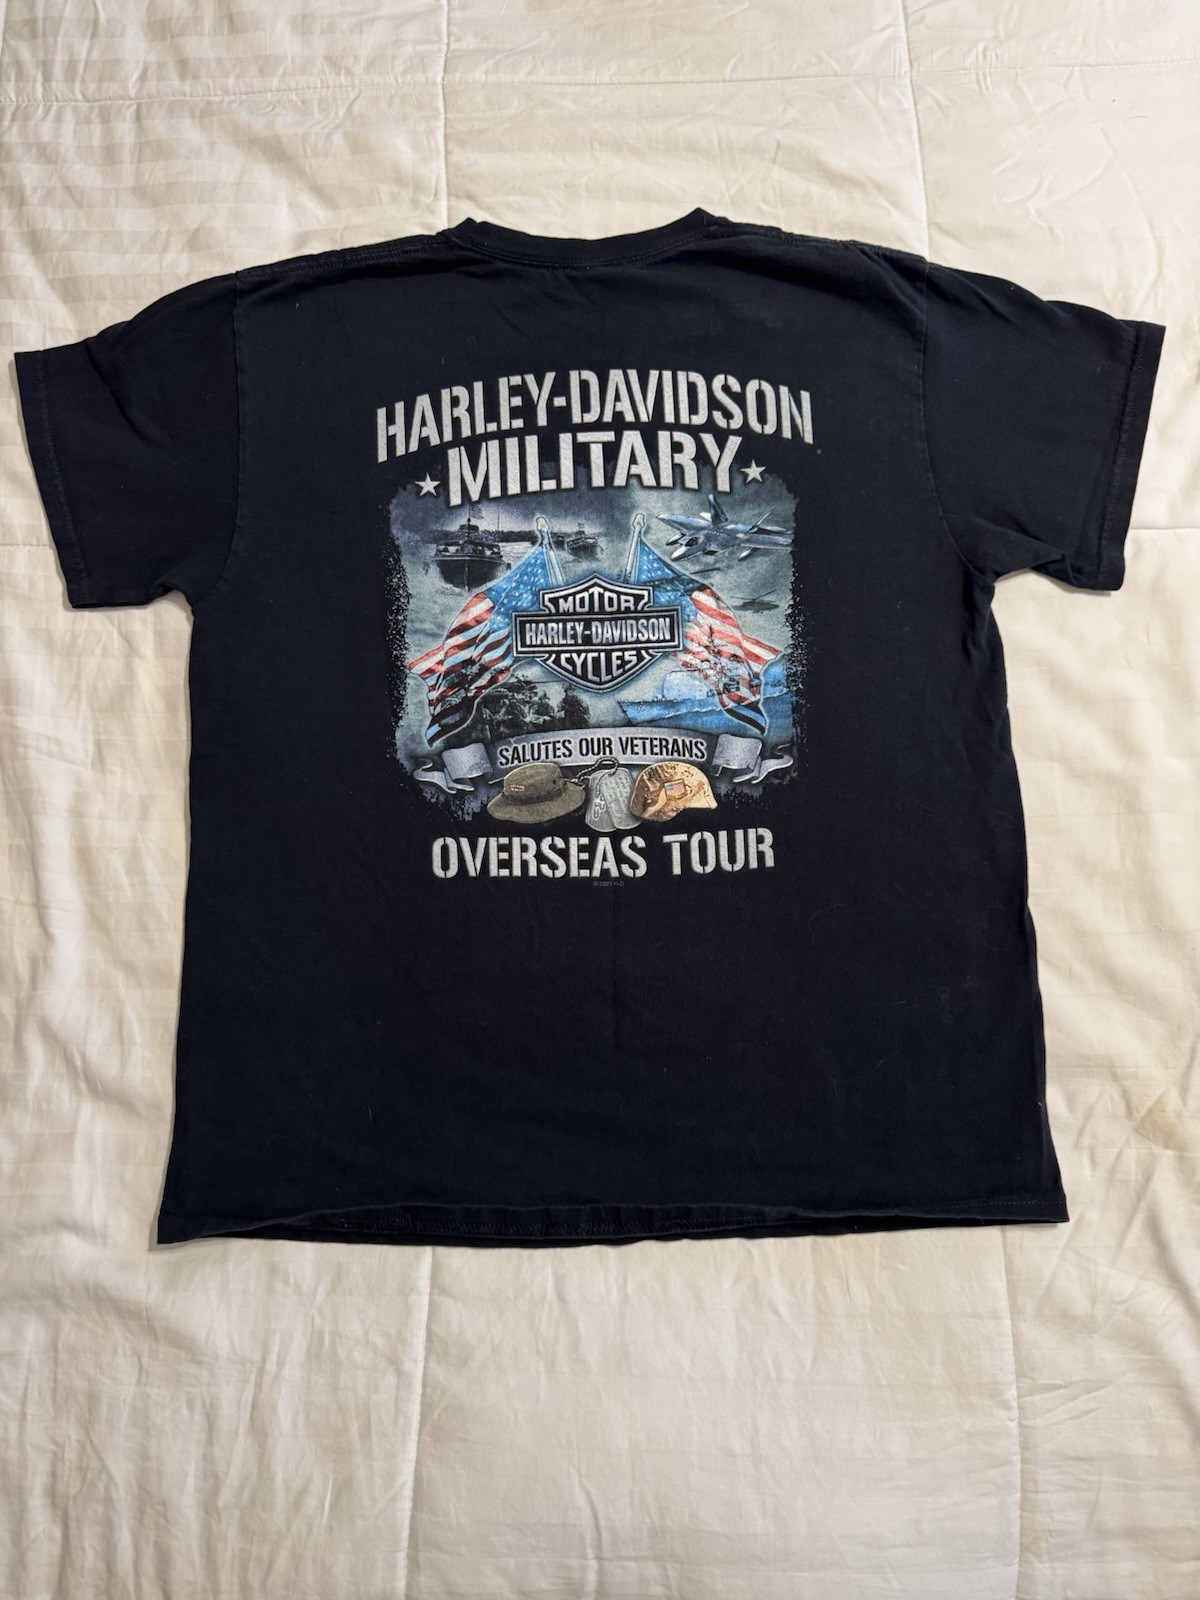 HARLEY-DAVIDSON
MILITARY
MOTOR
HARLEY-DAVIDSON
CYCLES
SALUTES OUR VETERANS
OVERSEAS TOUR